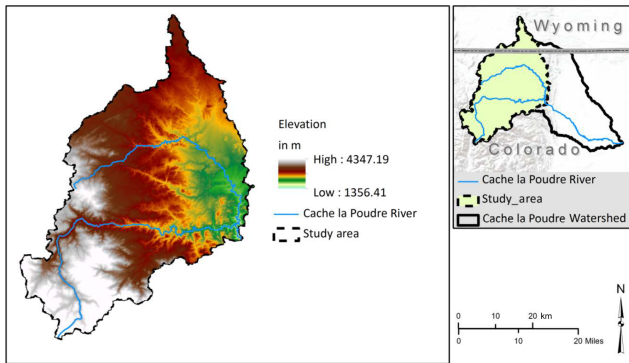 Elevation
in m
High : 4347.19
Low : 1356.41
Cache la Poudre River
Study area
Wyoming
Colorado
Cache la Poudre River
Study_area
Cache la Poudre Watershed
N
0 10 20 km
0 10 20 Miles